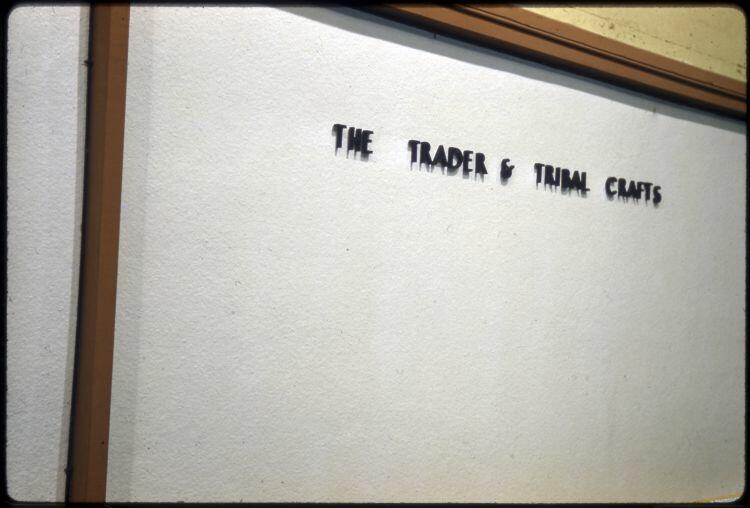 THE TRADER & TRIBAL CRAFTS